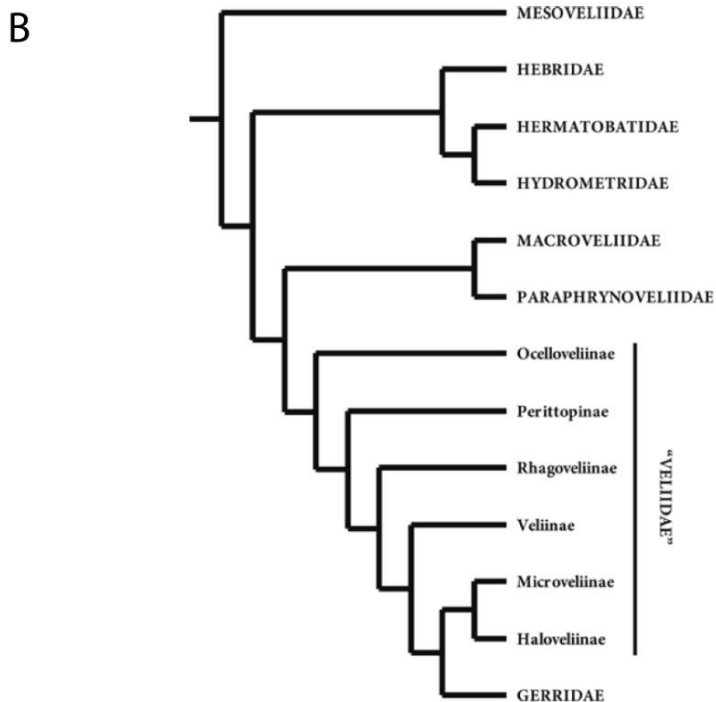 B
MESOVELIIDAE
HEBRIDAE
HERMATOBATIDAE
HYDROMETRIDAE
MACROVELIIDAE
PARAPHRYNOVELIIDAE
Ocelloveliinae
Perittopinae
Rhagoveliinae
Veliinae
Microveliinae
Haloveliinae
GERRIDAE
“VELIIDAE”